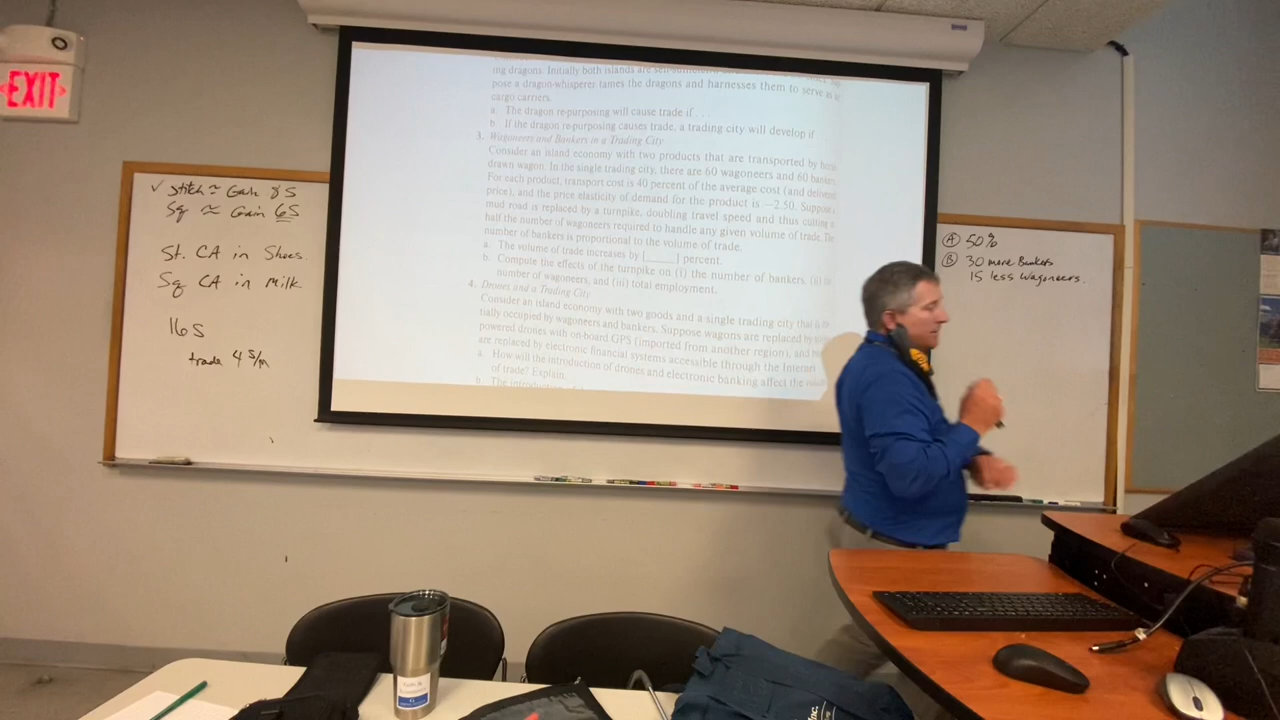 EXIT
✓ Stitch ≈ Gain 8 S
Sq ≈ Gain 6S
St. CA in Shoes.
Sq CA in Milk
16S
trade 4 S/m
ing dragons. Initially both islands are
pose a dragon-whisperer tames the dragons and harnesses them to serve as
cargo carriers.
a. The dragon re-purposing will cause trade if . . .
b. If the dragon re-purposing causes trade, a trading city will develop if
3. Wagoneers and Bankers in a Trading City
Consider an island economy with two products that are transported by
drawn wagon. In the single trading city, there are 60 wagoneers and 60
For each product, transport cost is 40 percent of the average cost (and
price), and the price elasticity of demand for the product is −2.50. Suppose
mud road is replaced by a turnpike, doubling travel speed and thus cutting
half the number of wagoneers required to handle any given volume of trade. The
number of bankers is proportional to the volume of trade.
a. The volume of trade increases by [_____] percent.
b. Compute the effects of the turnpike on (i) the number of bankers, (ii)
number of wagoneers, and (iii) total employment.
4. Drones and a Trading City
Consider an island economy with two goods and a single trading city that is
tially occupied by wagoneers and bankers. Suppose wagons are replaced by
powered drones with on-board GPS (imported from another region), and
are replaced by electronic financial systems accessible through the Internet
a. How will the introduction of drones and electronic banking affect the
of trade? Explain.
b. The
A 50%
B 30 more Bankers
15 less Wagoneers.
Inc.